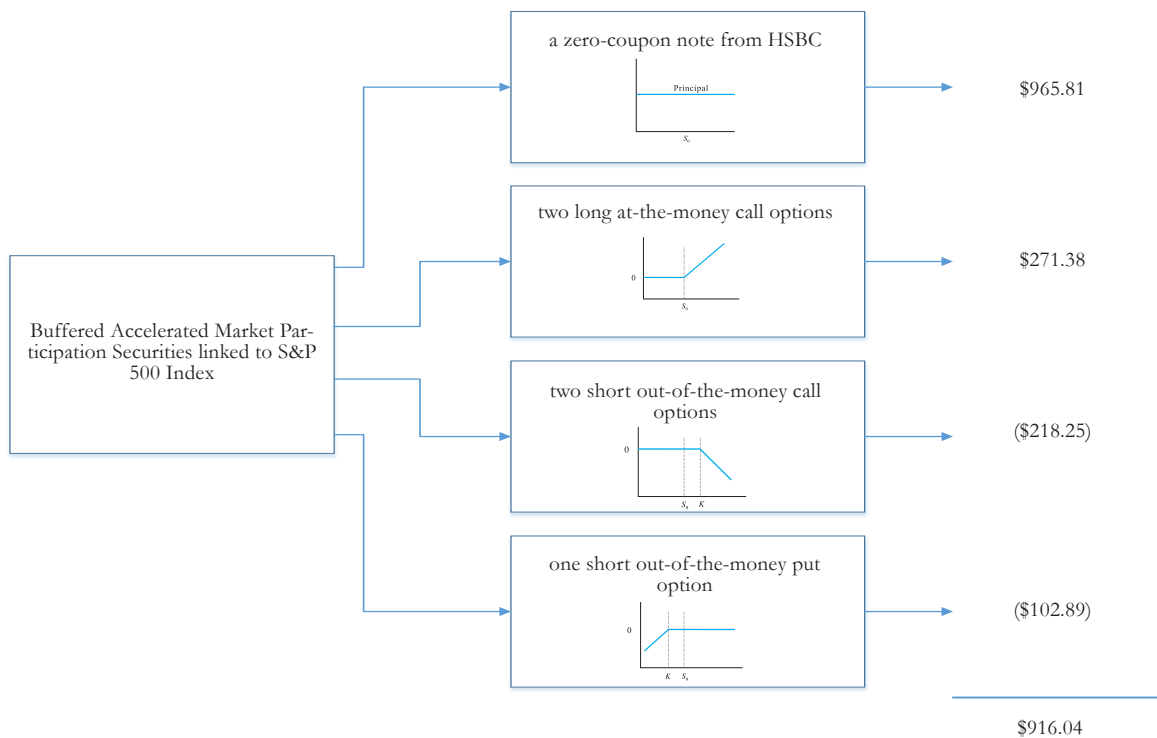 a zero-coupon note from HSBC
Principal
S₀
$965.81
two long at-the-money call options
0
S₀
$271.38
Buffered Accelerated Market Par-
ticipation Securities linked to S&P
500 Index
two short out-of-the-money call
options
0
S₀ K
($218.25)
one short out-of-the-money put
option
0
K S₀
($102.89)
$916.04